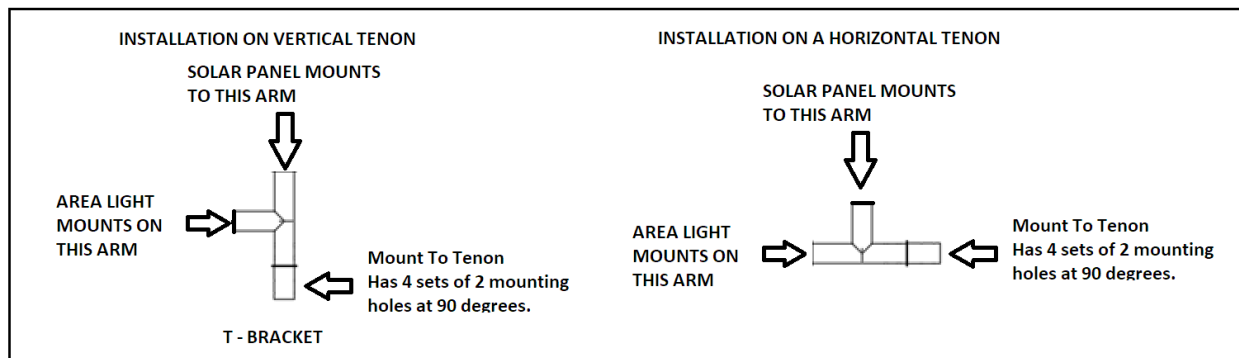 INSTALLATION ON VERTICAL TENON
SOLAR PANEL MOUNTS
TO THIS ARM
AREA LIGHT
MOUNTS ON
THIS ARM
Mount To Tenon
Has 4 sets of 2 mounting
holes at 90 degrees.
T - BRACKET
INSTALLATION ON A HORIZONTAL TENON
SOLAR PANEL MOUNTS
TO THIS ARM
AREA LIGHT
MOUNTS ON
THIS ARM
Mount To Tenon
Has 4 sets of 2 mounting
holes at 90 degrees.